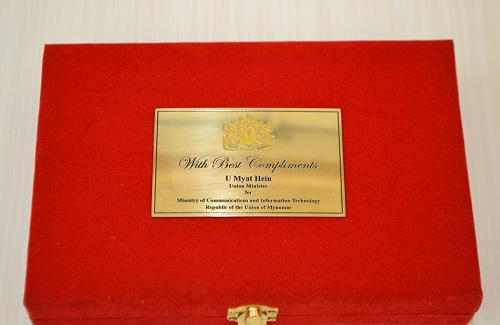 With Best Compliments
U Myat Hein
Union Minister
for
Ministry of Communications and Information Technology
Republic of the Union of Myanmar